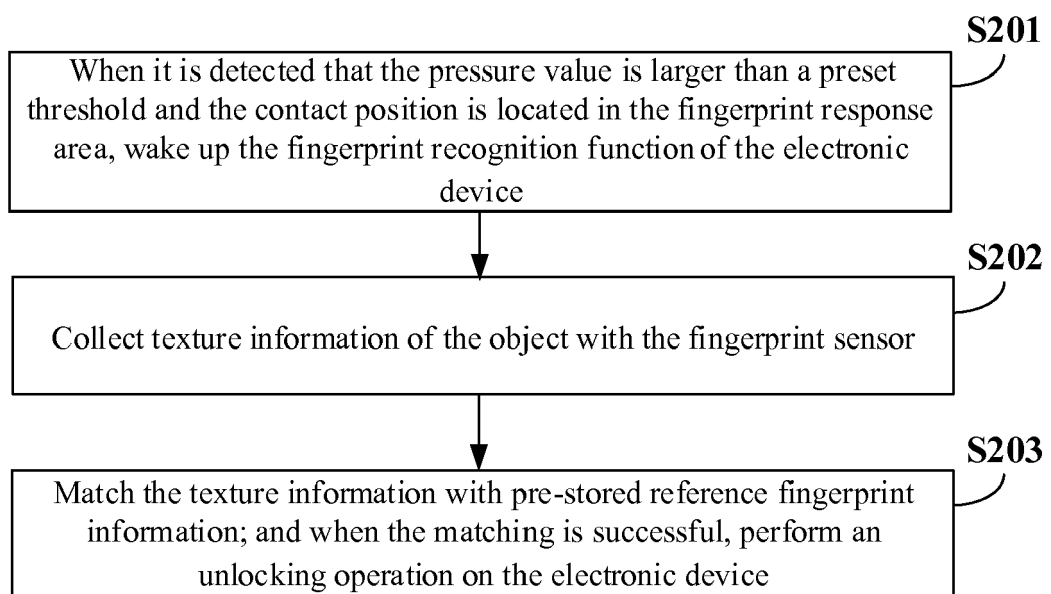 S201
When it is detected that the pressure value is larger than a preset
threshold and the contact position is located in the fingerprint response
area, wake up the fingerprint recognition function of the electronic
device
S202
Collect texture information of the object with the fingerprint sensor
S203
Match the texture information with pre-stored reference fingerprint
information; and when the matching is successful, perform an
unlocking operation on the electronic device